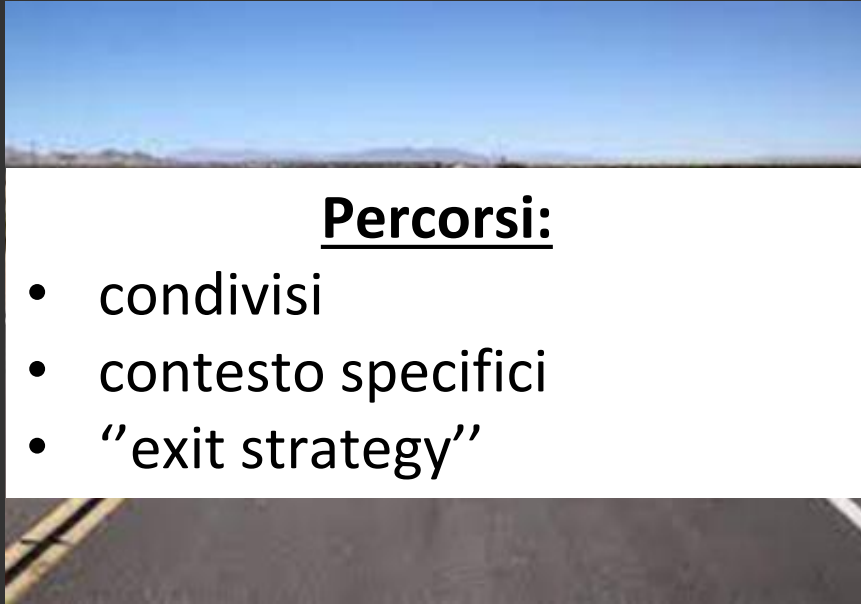 Percorsi:
• condivisi
• contesto specifici
• ‘’exit strategy’’